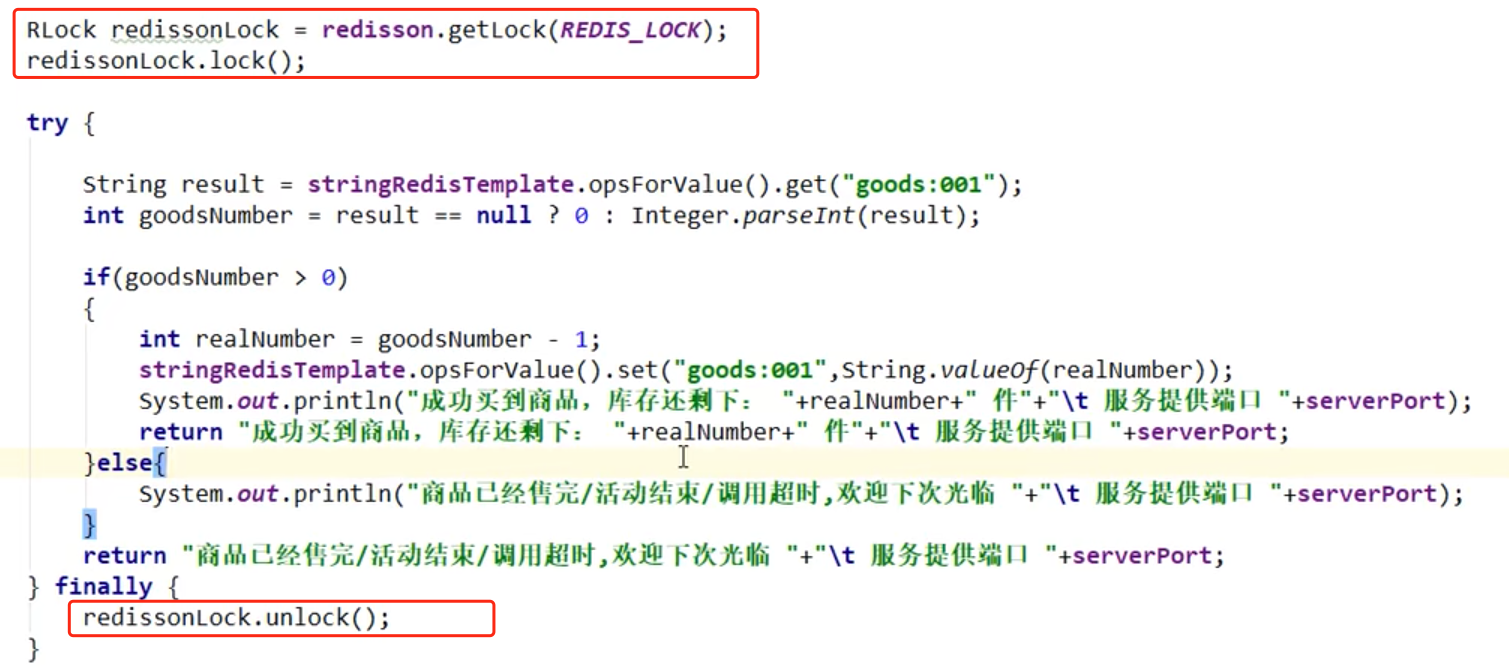 RLock redissonLock = redisson.getLock(REDIS_LOCK);
redissonLock.lock();
try {
String result = stringRedisTemplate.opsForValue().get("goods:001");
int goodsNumber = result == null ? 0 : Integer.parseInt(result);
if(goodsNumber > 0)
{
int realNumber = goodsNumber - 1;
stringRedisTemplate.opsForValue().set("goods:001",String.valueOf(realNumber));
System.out.println("成功买到商品，库存还剩下： "+realNumber+" 件"+"\t 服务提供端口 "+serverPort);
return "成功买到商品，库存还剩下： "+realNumber+" 件"+"\t 服务提供端口 "+serverPort;
}else{
System.out.println("商品已经售完/活动结束/调用超时,欢迎下次光临 "+"\t 服务提供端口 "+serverPort);
}
return "商品已经售完/活动结束/调用超时,欢迎下次光临 "+"\t 服务提供端口 "+serverPort;
} finally {
redissonLock.unlock();
}